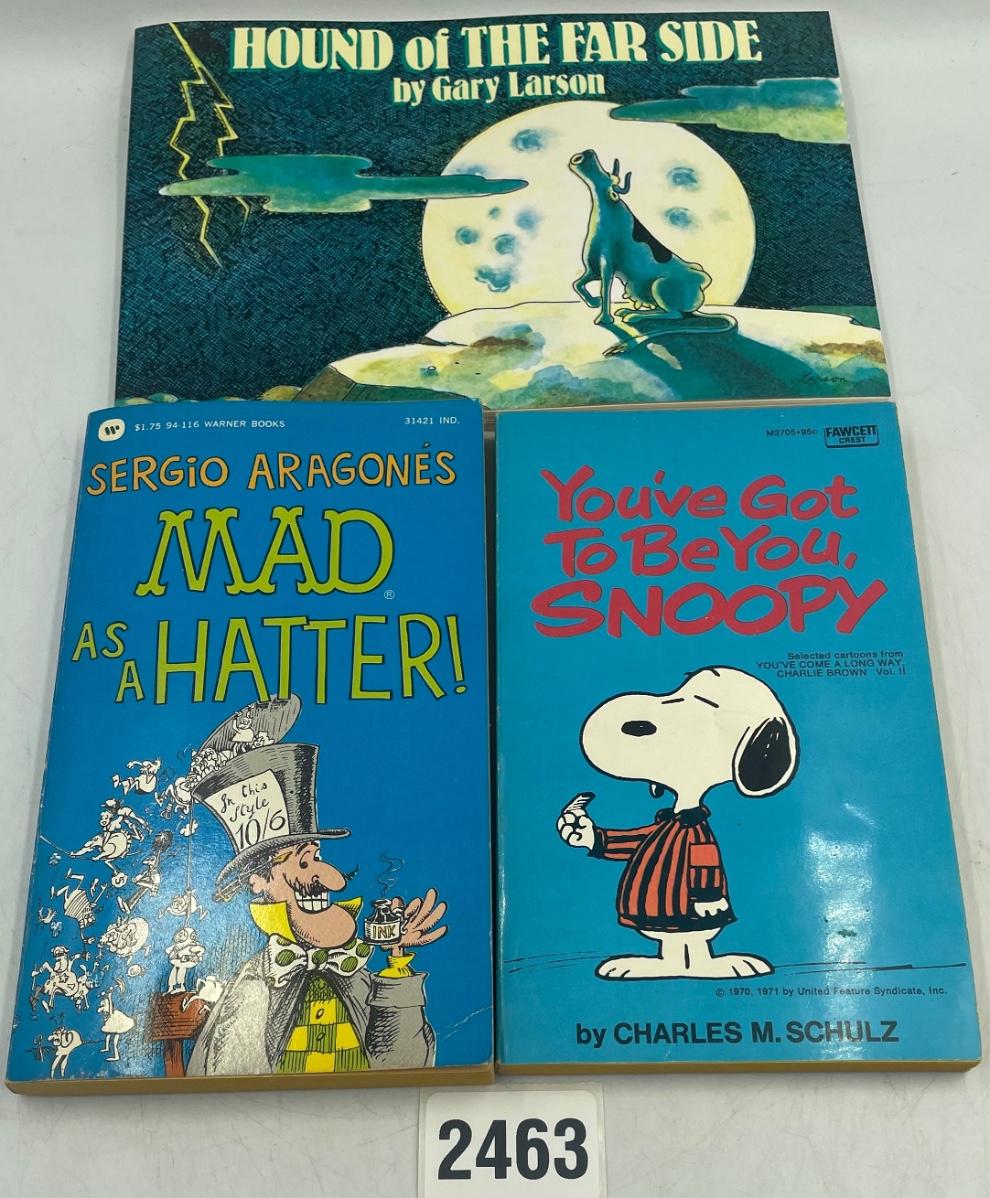 HOUND of THE FAR SIDE
by Gary Larson
Larson
$1.75 94-116 WARNER BOOKS
31421 IND.
SERGIO ARAGONÉS
MAD®
AS A HATTER!
In this
Style
10/6
INK
M2705•95c
FAWCETT
CREST
You've Got
To Be You,
SNOOPY
Selected cartoons from
YOU'VE COME A LONG WAY,
CHARLIE BROWN Vol. II
© 1970, 1971 by United Feature Syndicate, Inc.
by CHARLES M. SCHULZ
2463